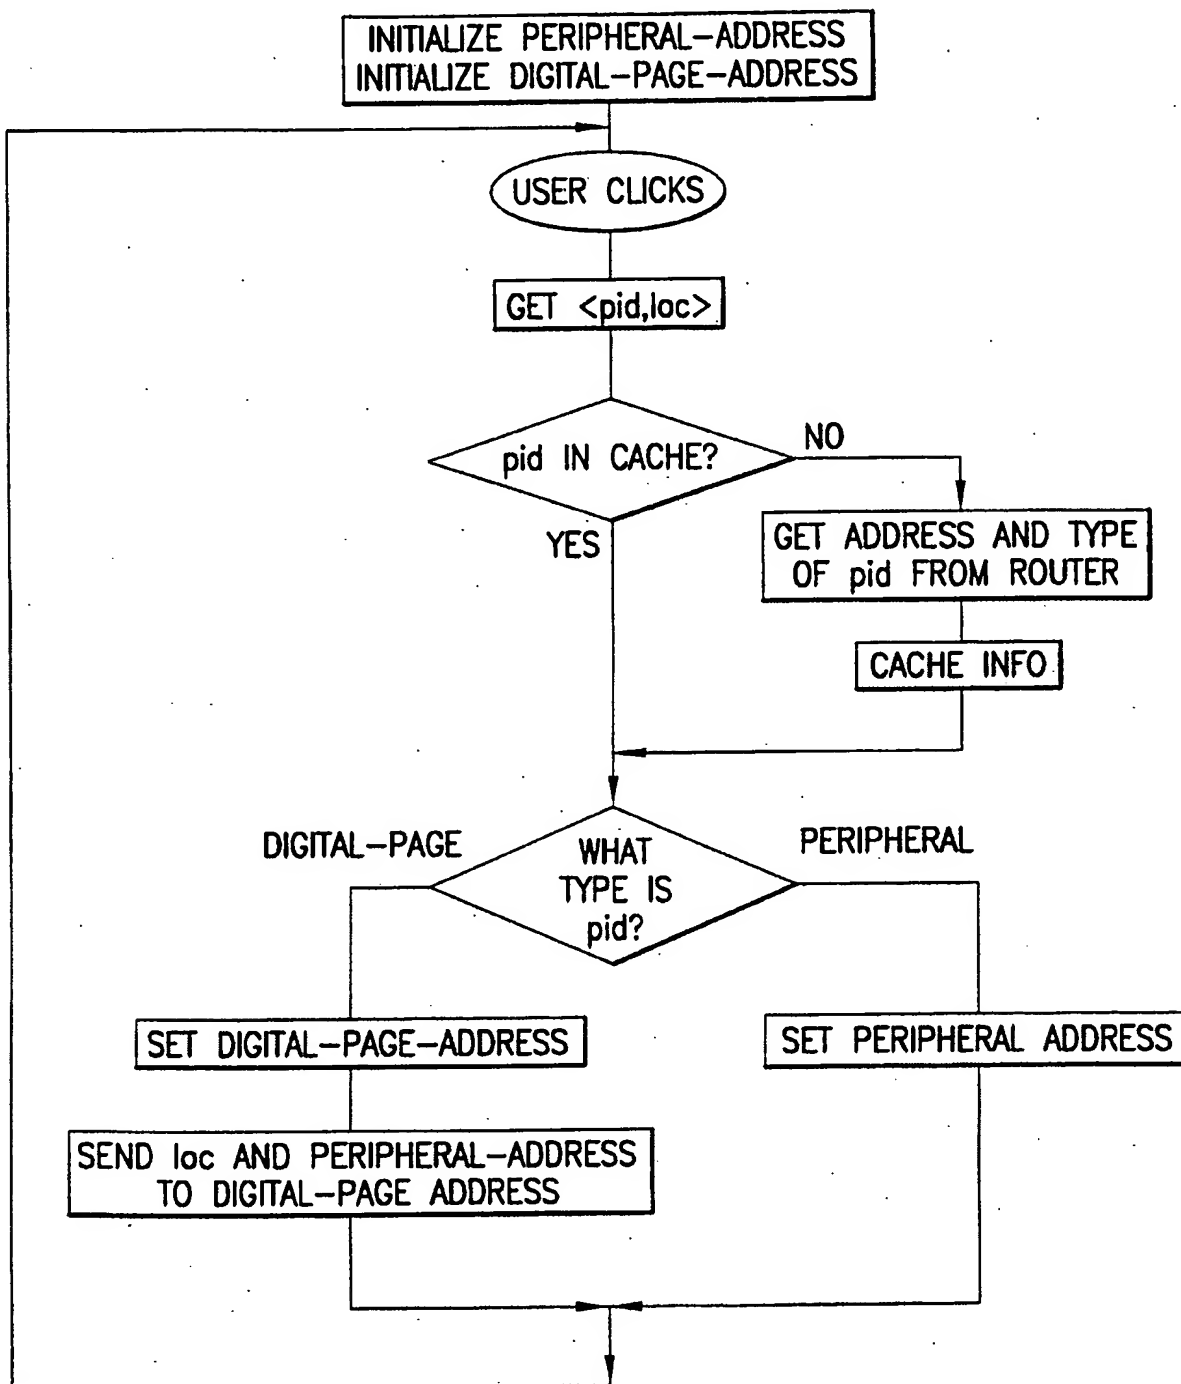 INITIALIZE PERIPHERAL-ADDRESS
INITIALIZE DIGITAL-PAGE-ADDRESS
USER CLICKS
GET <pid,loc>
pid IN CACHE?
NO
YES
GET ADDRESS AND TYPE
OF pid FROM ROUTER
CACHE INFO
DIGITAL-PAGE
WHAT
TYPE IS
pid?
PERIPHERAL
SET DIGITAL-PAGE-ADDRESS
SET PERIPHERAL ADDRESS
SEND loc AND PERIPHERAL-ADDRESS
TO DIGITAL-PAGE ADDRESS